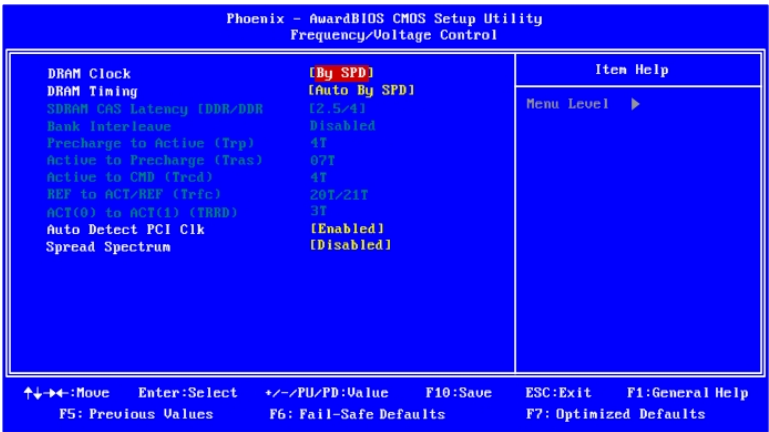 Phoenix - AwardBIOS CMOS Setup Utility
Frequency/Voltage Control
DRAM Clock [By SPD]
DRAM Timing [Auto By SPD]
SDRAM CAS Latency [DDR/DDR [2.5/4]
Bank Interleave Disabled
Precharge to Active (Trp) 4T
Active to Precharge (Tras) 07T
Active to CMD (Trcd) 4T
REF to ACT/REF (Trfc) 20T/21T
ACT(0) to ACT(1) (TRRD) 3T
Auto Detect PCI Clk [Enabled]
Spread Spectrum [Disabled]
Item Help
Menu Level ▶
↑↓→←:Move Enter:Select +/-/PU/PD:Value F10:Save ESC:Exit F1:General Help
F5: Previous Values F6: Fail-Safe Defaults F7: Optimized Defaults